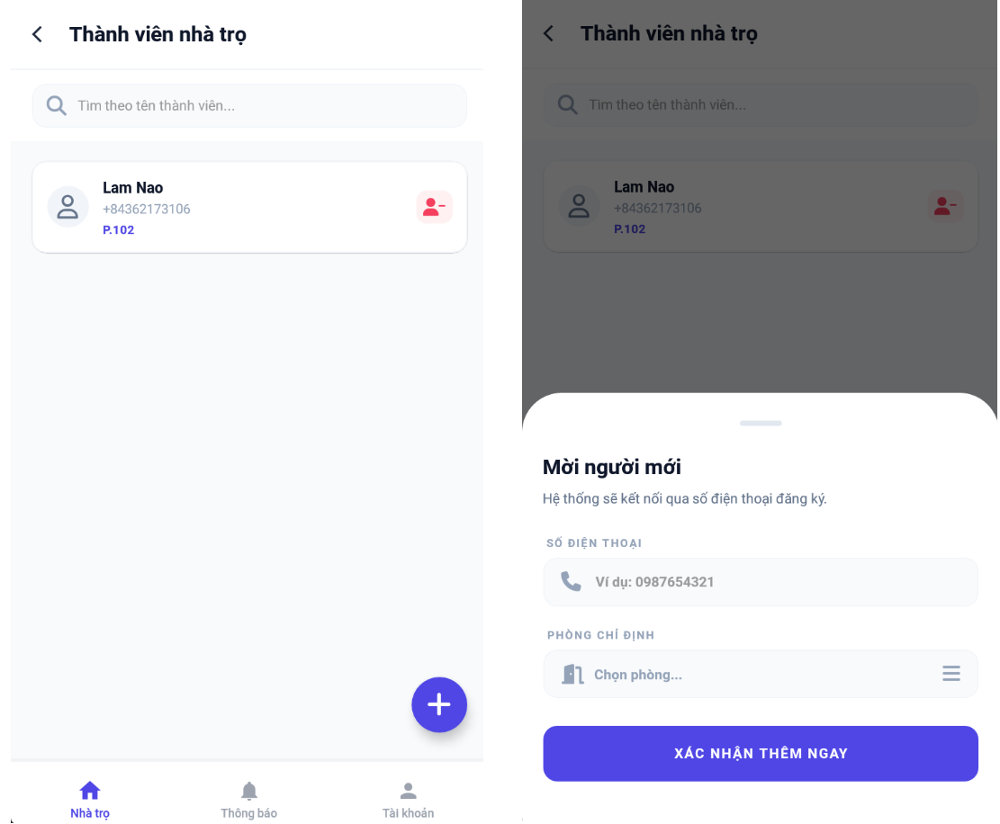 Thành viên nhà trọ
Tìm theo tên thành viên...
Lam Nao
+84362173106
P.102
Nhà trọ
Thông báo
Tài khoản
Thành viên nhà trọ
Tìm theo tên thành viên...
Lam Nao
+84362173106
P.102
Mời người mới
Hệ thống sẽ kết nối qua số điện thoại đăng ký.
SỐ ĐIỆN THOẠI
Ví dụ: 0987654321
PHÒNG CHỈ ĐỊNH
Chọn phòng...
XÁC NHẬN THÊM NGAY